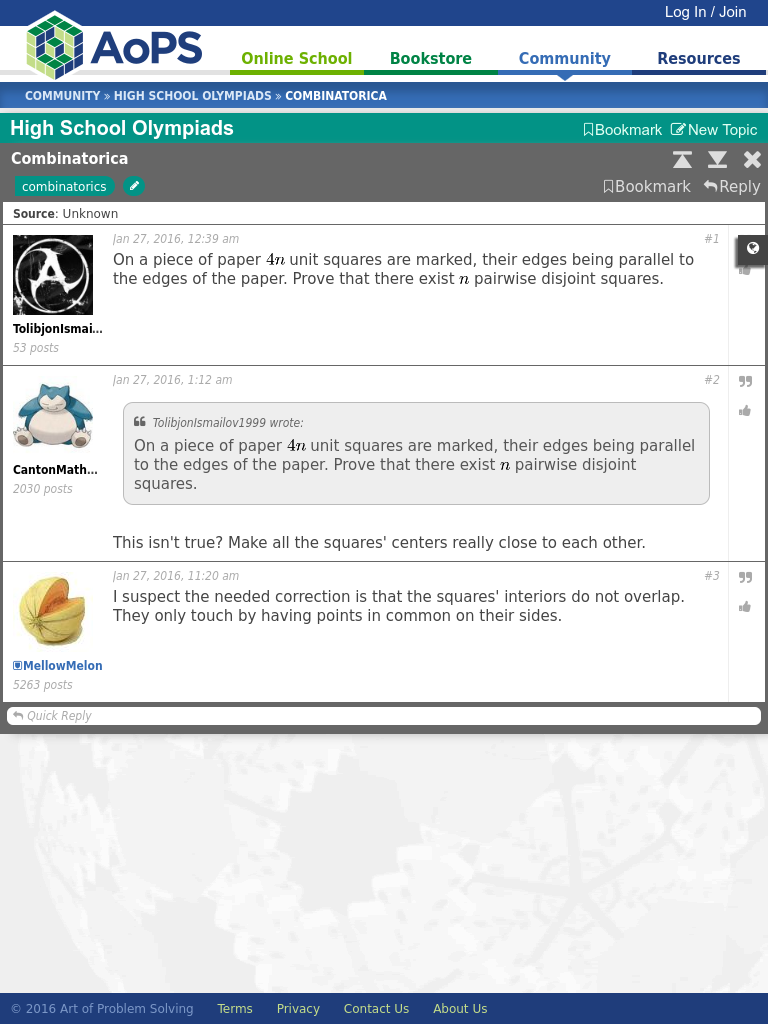 Log In / Join
AoPS
Online School Bookstore Community Resources
COMMUNITY » HIGH SCHOOL OLYMPIADS » COMBINATORICA
High School Olympiads Bookmark New Topic
Combinatorica
combinatorics Bookmark Reply
Source: Unknown
Jan 27, 2016, 12:39 am #1
On a piece of paper 4n unit squares are marked, their edges being parallel to
the edges of the paper. Prove that there exist n pairwise disjoint squares.
TolibjonIsmai...
53 posts
Jan 27, 2016, 1:12 am #2
TolibjonIsmailov1999 wrote:
On a piece of paper 4n unit squares are marked, their edges being parallel
to the edges of the paper. Prove that there exist n pairwise disjoint
squares.
CantonMath...
2030 posts
This isn't true? Make all the squares' centers really close to each other.
Jan 27, 2016, 11:20 am #3
I suspect the needed correction is that the squares' interiors do not overlap.
They only touch by having points in common on their sides.
MellowMelon
5263 posts
Quick Reply
© 2016 Art of Problem Solving Terms Privacy Contact Us About Us